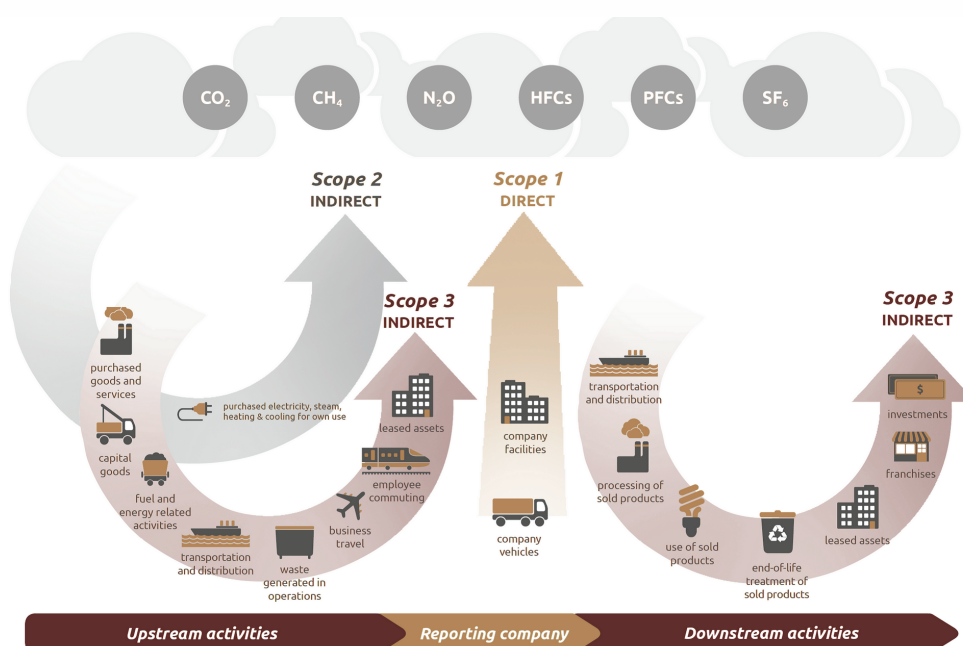 CO₂ CH₄ N₂O HFCs PFCs SF₆
Scope 2
INDIRECT
Scope 1
DIRECT
Scope 3
INDIRECT
Scope 3
INDIRECT
purchased
goods and
services
capital
goods
fuel and
energy related
activities
transportation
and distribution
waste
generated in
operations
business
travel
employee
commuting
leased assets
purchased electricity, steam,
heating & cooling for own use
company
facilities
company
vehicles
transportation
and distribution
processing of
sold products
use of sold
products
end-of-life
treatment of
sold products
leased assets
franchises
$
investments
Upstream activities
Reporting company
Downstream activities